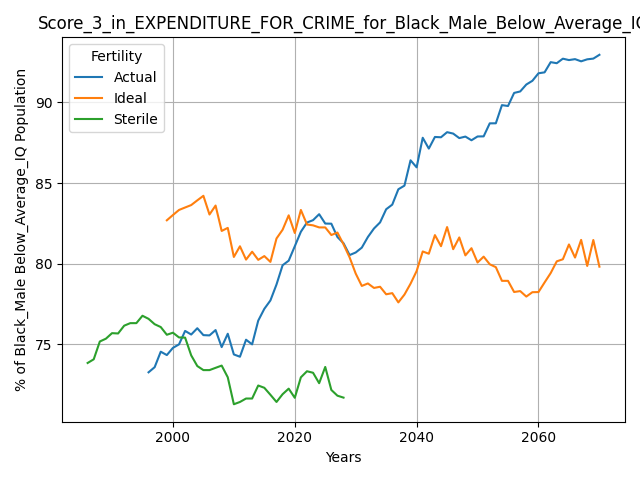 Score_3_in_EXPENDITURE_FOR_CRIME_for_Black_Male_Below_Average_IQ
Fertility
Actual
Ideal
Sterile
% of Black_Male Below_Average_IQ Population
90
85
80
75
2000
2020
2040
2060
Years